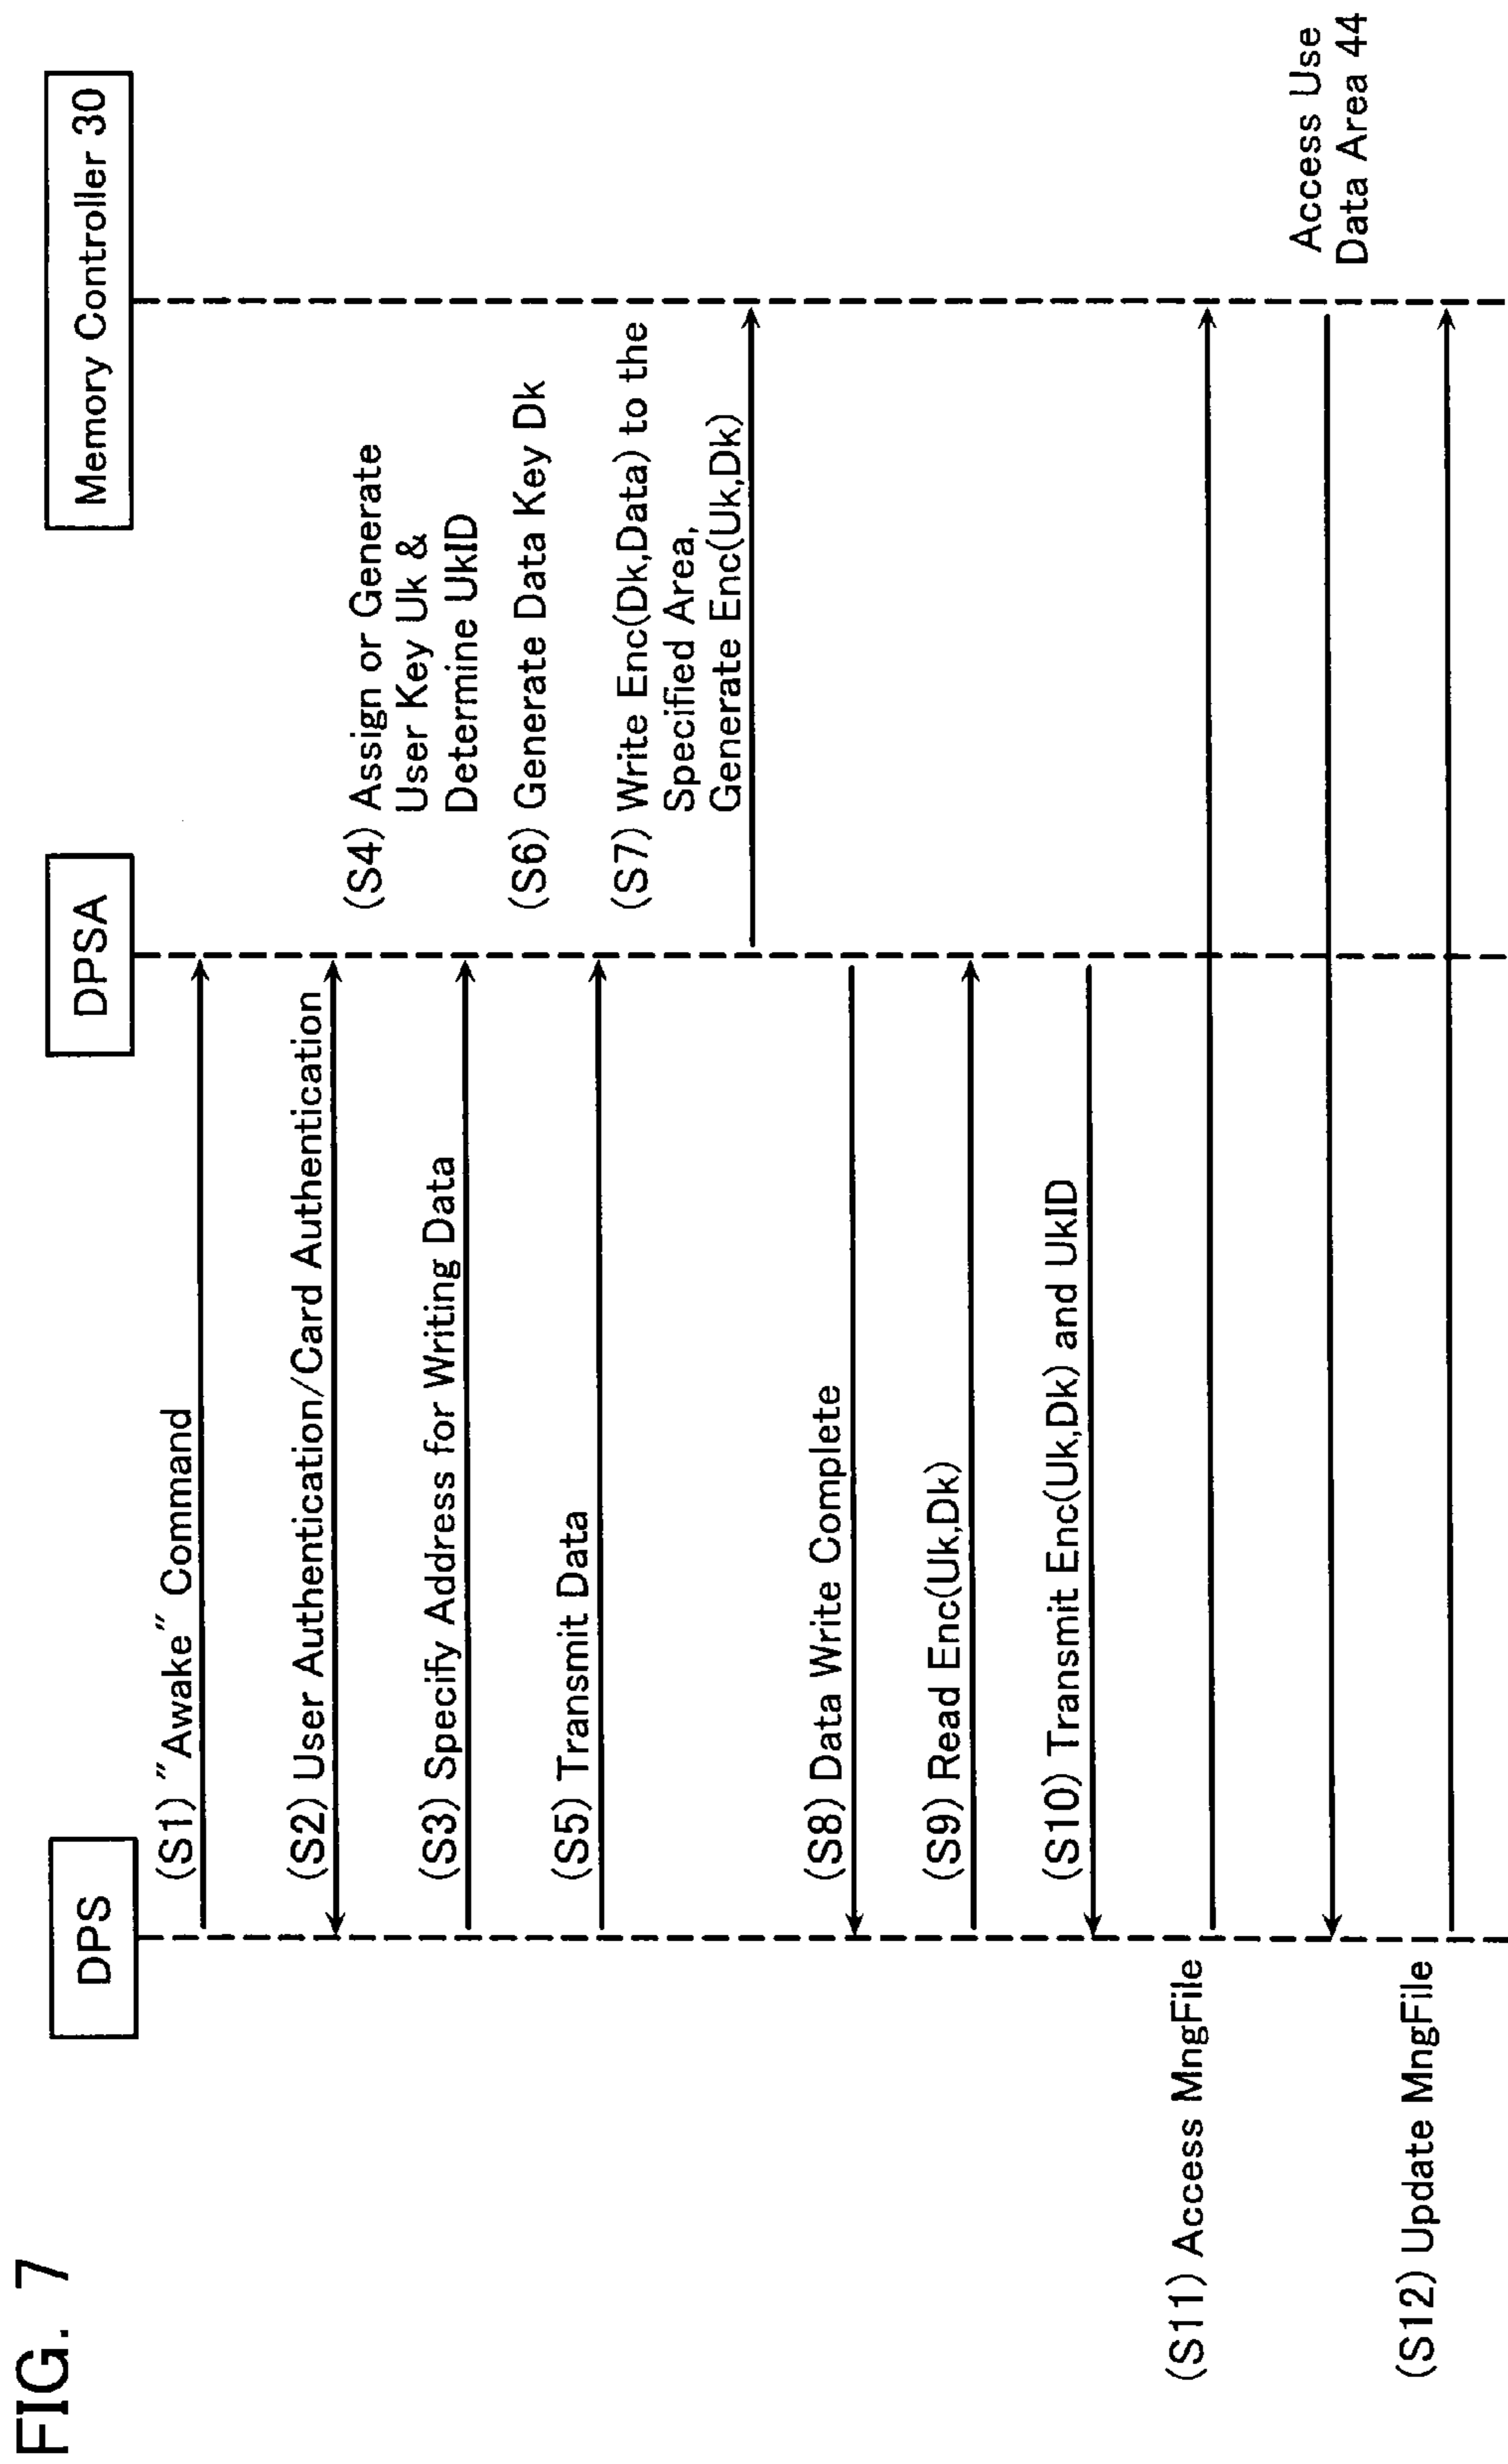 FIG. 7
DPS
DPSA
Memory Controller 30
(S1) "Awake" Command
(S2) User Authentication/Card Authentication
(S3) Specify Address for Writing Data
(S4) Assign or Generate
User Key Uk &
Determine UkID
(S5) Transmit Data
(S6) Generate Data Key Dk
(S7) Write Enc(Dk,Data) to the
Specified Area,
Generate Enc(Uk,Dk)
(S8) Data Write Complete
(S9) Read Enc(Uk,Dk)
(S10) Transmit Enc(Uk,Dk) and UkID
(S11) Access MngFile
Access Use
Data Area 44
(S12) Update MngFile